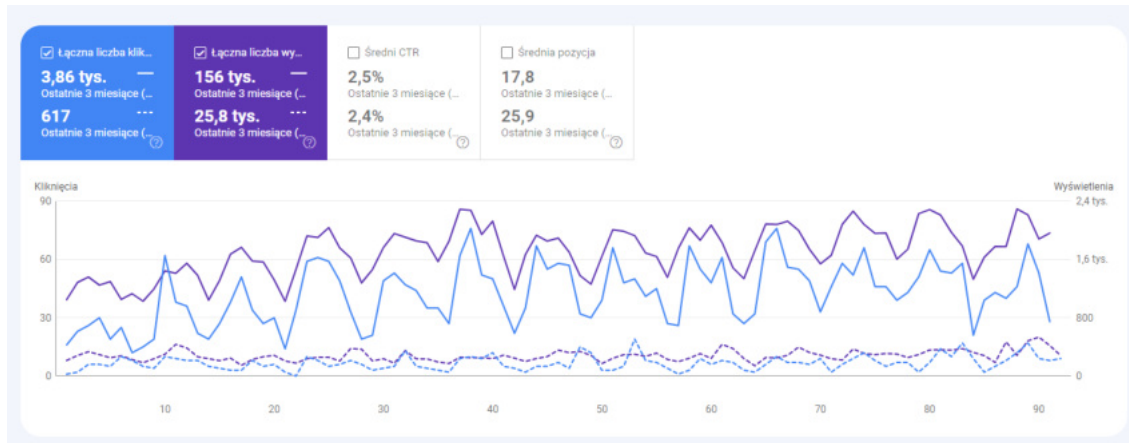 Łączna liczba klik...
3,86 tys.
Ostatnie 3 miesiące (...
617
Ostatnie 3 miesiące (...
Łączna liczba wy...
156 tys.
Ostatnie 3 miesiące (...
25,8 tys.
Ostatnie 3 miesiące (...
Średni CTR
2,5%
Ostatnie 3 miesiące (...
2,4%
Ostatnie 3 miesiące (...
Średnia pozycja
17,8
Ostatnie 3 miesiące (...
25,9
Ostatnie 3 miesiące (...
Kliknięcia
Wyświetlenia
90
2,4 tys.
60
1,6 tys.
30
800
0
0
10 20 30 40 50 60 70 80 90